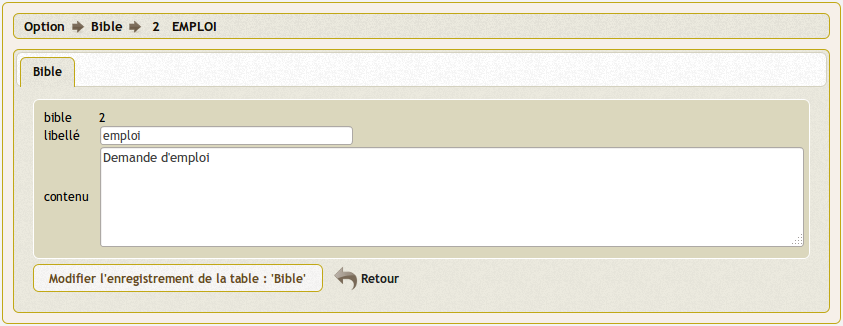 Option Bible 2 EMPLOI
Bible
bible 2
libellé emploi
contenu Demande d'emploi
Modifier l'enregistrement de la table : 'Bible' Retour